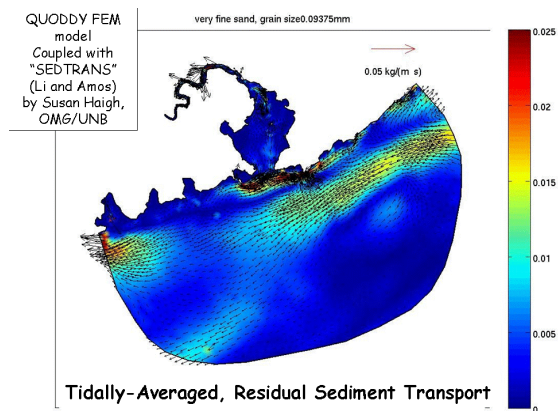 QUODDY FEM
model
Coupled with
“SEDTRANS”
(Li and Amos)
by Susan Haigh,
OMG/UNB
very fine sand, grain size0.09375mm
0.05 kg/(m s)
0.025
0.02
0.015
0.01
0.005
0
Tidally-Averaged, Residual Sediment Transport